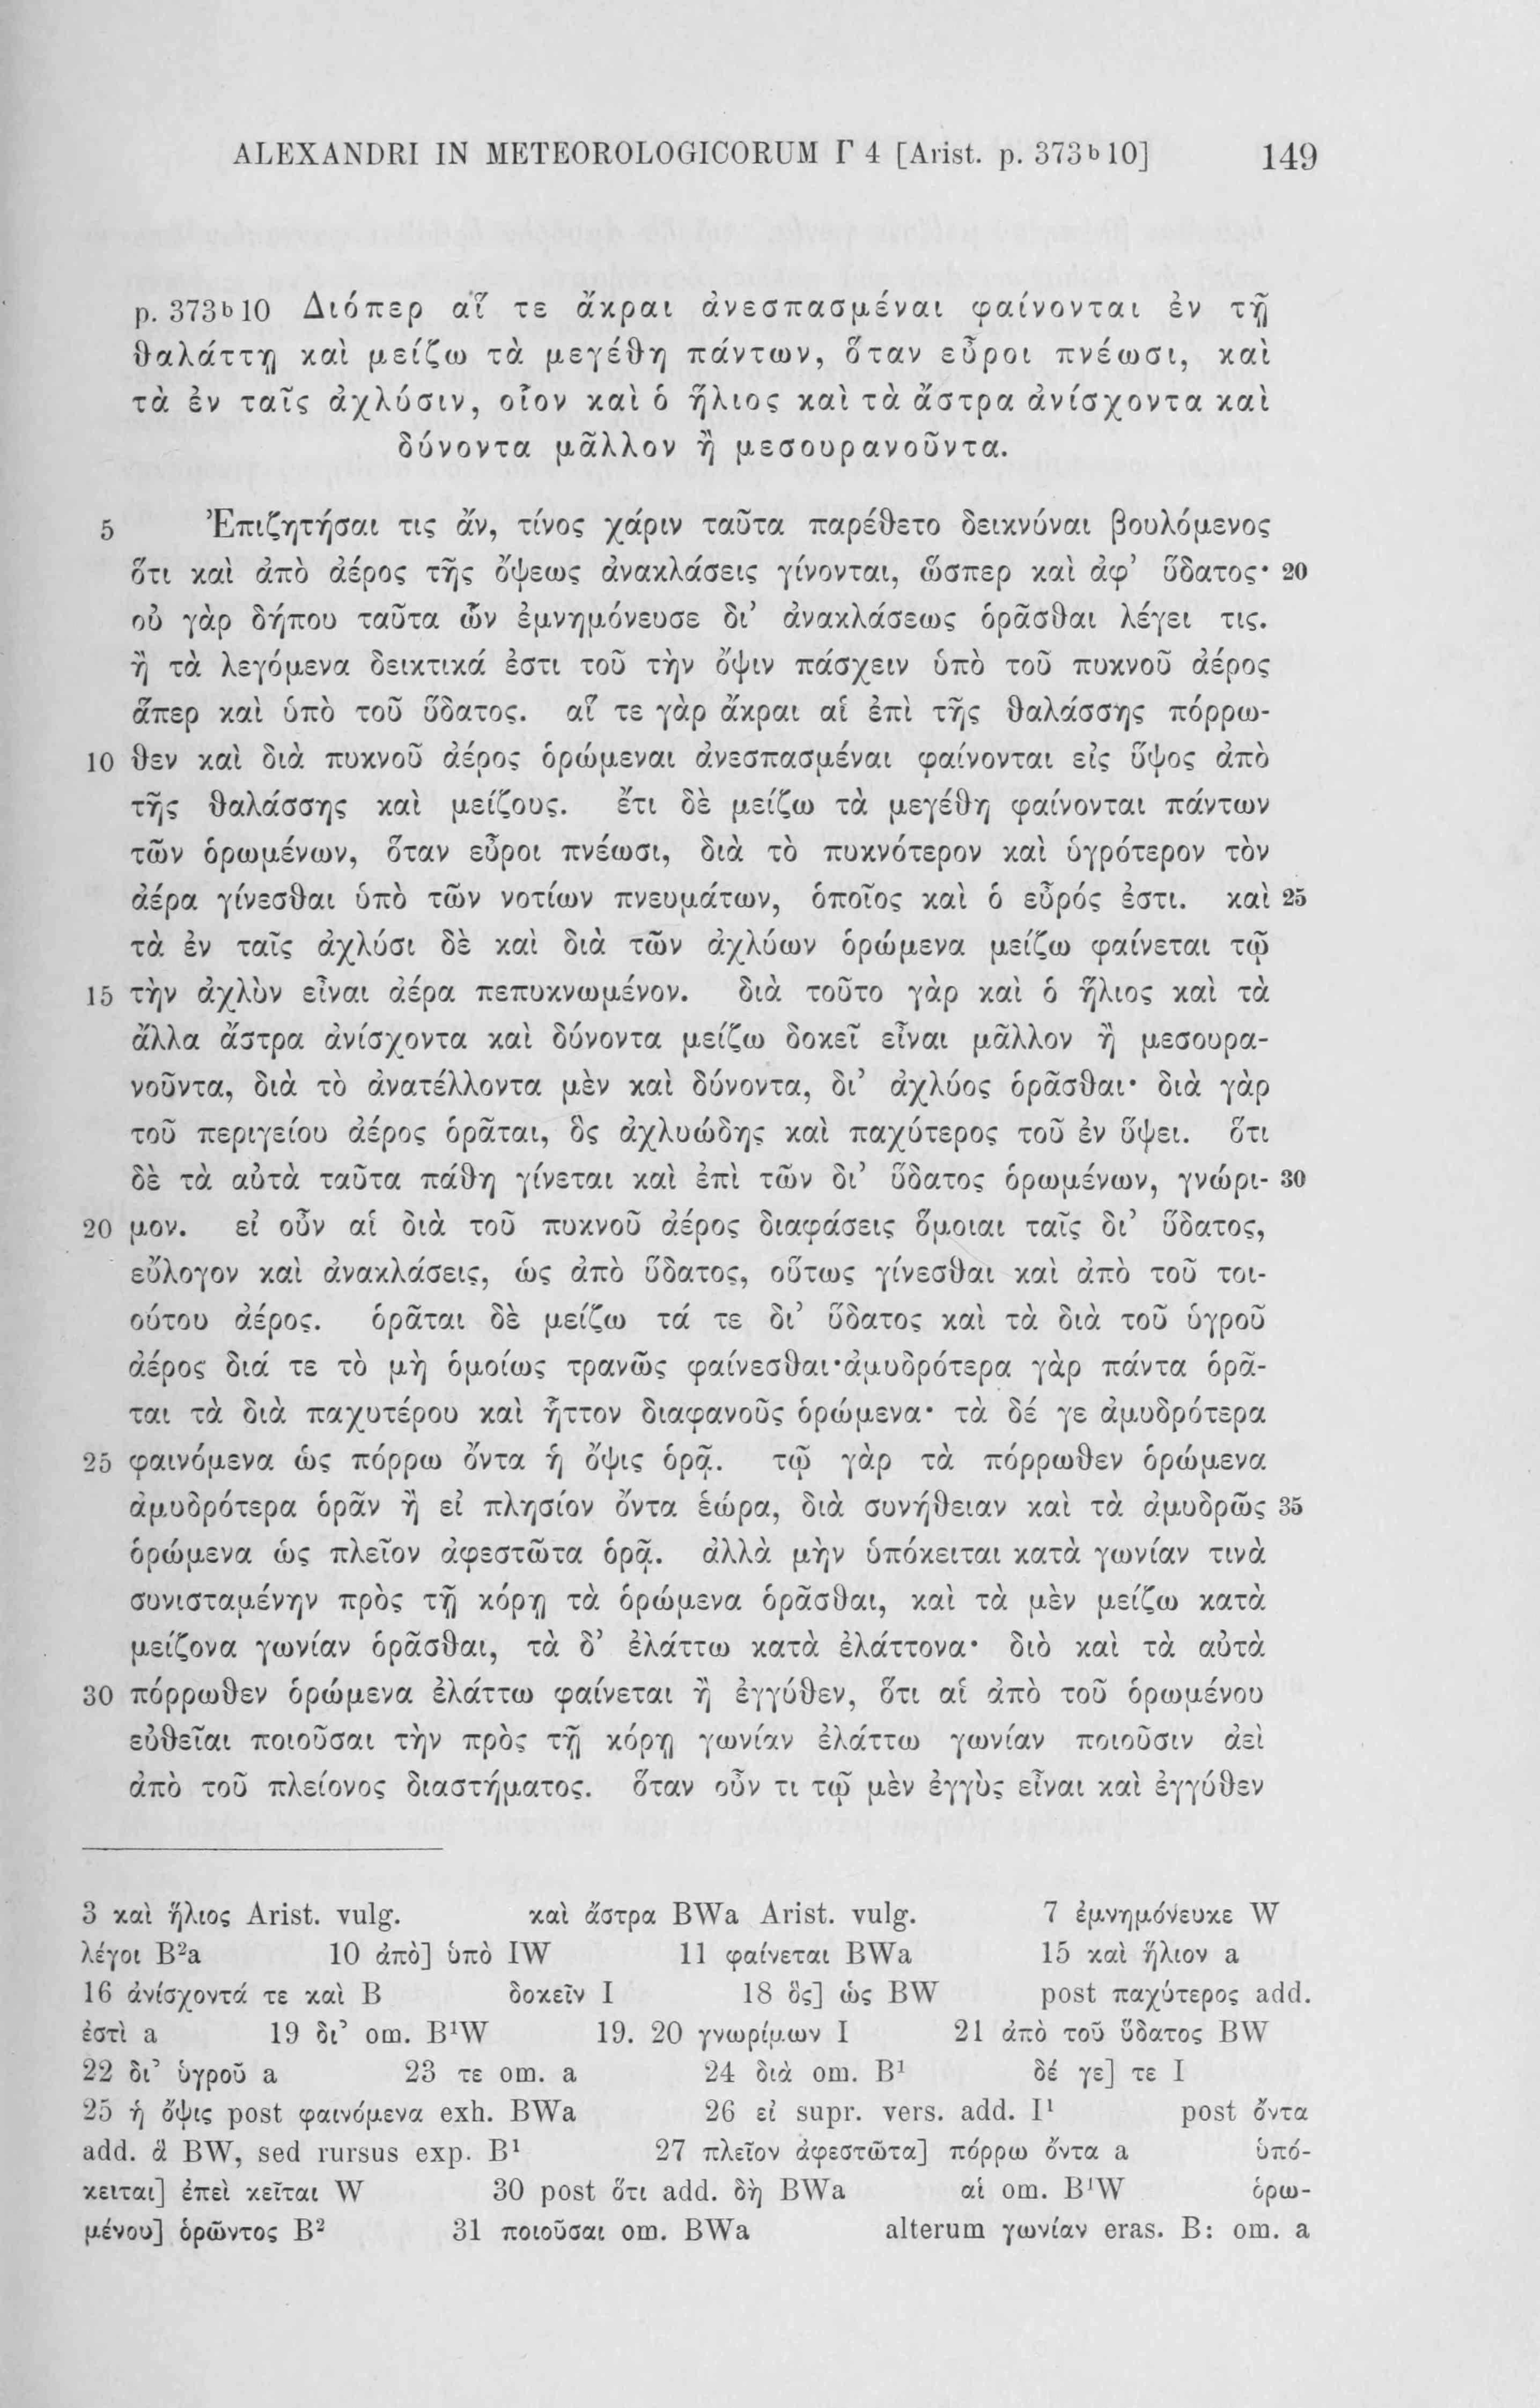 ALEXANDRI IN METEOROLOGICORUM Γ 4 [Arist. p. 373b10] 149
p. 373b10 Διόπερ αἵ τε ἄκραι ἀνεσπασμέναι φαίνονται ἐν τῇ
θαλάττῃ καὶ μείζω τὰ μεγέθη πάντων, ὅταν εὖροι πνέωσι, καὶ
τὰ ἐν ταῖς ἀχλύσιν, οἷον καὶ ὁ ἥλιος καὶ τὰ ἄστρα ἀνίσχοντα καὶ
δύνοντα μᾶλλον ἢ μεσουρανοῦντα.
5 Ἐπιζητήσαι τις ἄν, τίνος χάριν ταῦτα παρέθετο δεικνύναι βουλόμενος
ὅτι καὶ ἀπὸ ἀέρος τῆς ὄψεως ἀνακλάσεις γίνονται, ὥσπερ καὶ ἀφ’ ὕδατος· 20
οὐ γὰρ δήπου ταῦτα ὧν ἐμνημόνευσε δι’ ἀνακλάσεως ὁρᾶσθαι λέγει τις.
ἢ τὰ λεγόμενα δεικτικά ἐστι τοῦ τὴν ὄψιν πάσχειν ὑπὸ τοῦ πυκνοῦ ἀέρος
ἅπερ καὶ ὑπὸ τοῦ ὕδατος. αἵ τε γὰρ ἄκραι αἱ ἐπὶ τῆς θαλάσσης πόρρω-
10 θεν καὶ διὰ πυκνοῦ ἀέρος ὁρώμεναι ἀνεσπασμέναι φαίνονται εἰς ὕψος ἀπὸ
τῆς θαλάσσης καὶ μείζους. ἔτι δὲ μείζω τὰ μεγέθη φαίνονται πάντων
τῶν ὁρωμένων, ὅταν εὖροι πνέωσι, διὰ τὸ πυκνότερον καὶ ὑγρότερον τὸν
ἀέρα γίνεσθαι ὑπὸ τῶν νοτίων πνευμάτων, ὁποῖος καὶ ὁ εὖρός ἐστι. καὶ 25
τὰ ἐν ταῖς ἀχλύσι δὲ καὶ διὰ τῶν ἀχλύων ὁρώμενα μείζω φαίνεται τῷ
15 τὴν ἀχλὺν εἶναι ἀέρα πεπυκνωμένον. διὰ τοῦτο γὰρ καὶ ὁ ἥλιος καὶ τὰ
ἄλλα ἄστρα ἀνίσχοντα καὶ δύνοντα μείζω δοκεῖ εἶναι μᾶλλον ἢ μεσουρα-
νοῦντα, διὰ τὸ ἀνατέλλοντα μὲν καὶ δύνοντα, δι’ ἀχλύος ὁρᾶσθαι· διὰ γὰρ
τοῦ περιγείου ἀέρος ὁρᾶται, ὃς ἀχλυώδης καὶ παχύτερος τοῦ ἐν ὕψει. ὅτι
δὲ τὰ αὐτὰ ταῦτα πάθη γίνεται καὶ ἐπὶ τῶν δι’ ὕδατος ὁρωμένων, γνώρι- 30
20 μον. εἰ οὖν αἱ διὰ τοῦ πυκνοῦ ἀέρος διαφάσεις ὅμοιαι ταῖς δι’ ὕδατος,
εὔλογον καὶ ἀνακλάσεις, ὡς ἀπὸ ὕδατος, οὕτως γίνεσθαι καὶ ἀπὸ τοῦ τοι-
ούτου ἀέρος. ὁρᾶται δὲ μείζω τά τε δι’ ὕδατος καὶ τὰ διὰ τοῦ ὑγροῦ
ἀέρος διά τε τὸ μὴ ὁμοίως τρανῶς φαίνεσθαι· ἀμυδρότερα γὰρ πάντα ὁρᾶ-
ται τὰ διὰ παχυτέρου καὶ ἧττον διαφανοῦς ὁρώμενα· τὰ δέ γε ἀμυδρότερα
25 φαινόμενα ὡς πόρρω ὄντα ἡ ὄψις ὁρᾷ. τῷ γὰρ τὰ πόρρωθεν ὁρώμενα
ἀμυδρότερα ὁρᾶν ἢ εἰ πλησίον ὄντα ἑώρα, διὰ συνήθειαν καὶ τὰ ἀμυδρῶς 35
ὁρώμενα ὡς πλεῖον ἀφεστῶτα ὁρᾷ. ἀλλὰ μὴν ὑπόκειται κατὰ γωνίαν τινὰ
συνισταμένην πρὸς τῇ κόρῃ τὰ ὁρώμενα ὁρᾶσθαι, καὶ τὰ μὲν μείζω κατὰ
μείζονα γωνίαν ὁρᾶσθαι, τὰ δ’ ἐλάττω κατὰ ἐλάττονα· διὸ καὶ τὰ αὐτὰ
30 πόρρωθεν ὁρώμενα ἐλάττω φαίνεται ἢ ἐγγύθεν, ὅτι αἱ ἀπὸ τοῦ ὁρωμένου
εὐθεῖαι ποιοῦσαι τὴν πρὸς τῇ κόρῃ γωνίαν ἐλάττω γωνίαν ποιοῦσιν ἀεὶ
ἀπὸ τοῦ πλείονος διαστήματος. ὅταν οὖν τι τῷ μὲν ἐγγὺς εἶναι καὶ ἐγγύθεν
3 καὶ ἥλιος Arist. vulg. καὶ ἄστρα BWa Arist. vulg. 7 ἐμνημόνευκε W
λέγοι B²a 10 ἀπὸ] ὑπὸ IW 11 φαίνεται BWa 15 καὶ ἥλιον a
16 ἀνίσχοντά τε καὶ B δοκεῖν I 18 ὃς] ὡς BW post παχύτερος add.
ἐστὶ a 19 δι’ om. B¹W 19. 20 γνωρίμων I 21 ἀπὸ τοῦ ὕδατος BW
22 δι’ ὑγροῦ a 23 τε om. a 24 διὰ om. B¹ δέ γε] τε I
25 ἡ ὄψις post φαινόμενα exh. BWa 26 εἰ supr. vers. add. I¹ post ὄντα
add. ἃ BW, sed rursus exp. B¹ 27 πλεῖον ἀφεστῶτα] πόρρω ὄντα a ὑπό-
κειται] ἐπεὶ κεῖται W 30 post ὅτι add. δὴ BWa αἱ om. B¹W ὁρω-
μένου] ὁρῶντος B² 31 ποιοῦσαι om. BWa alterum γωνίαν eras. B: om. a